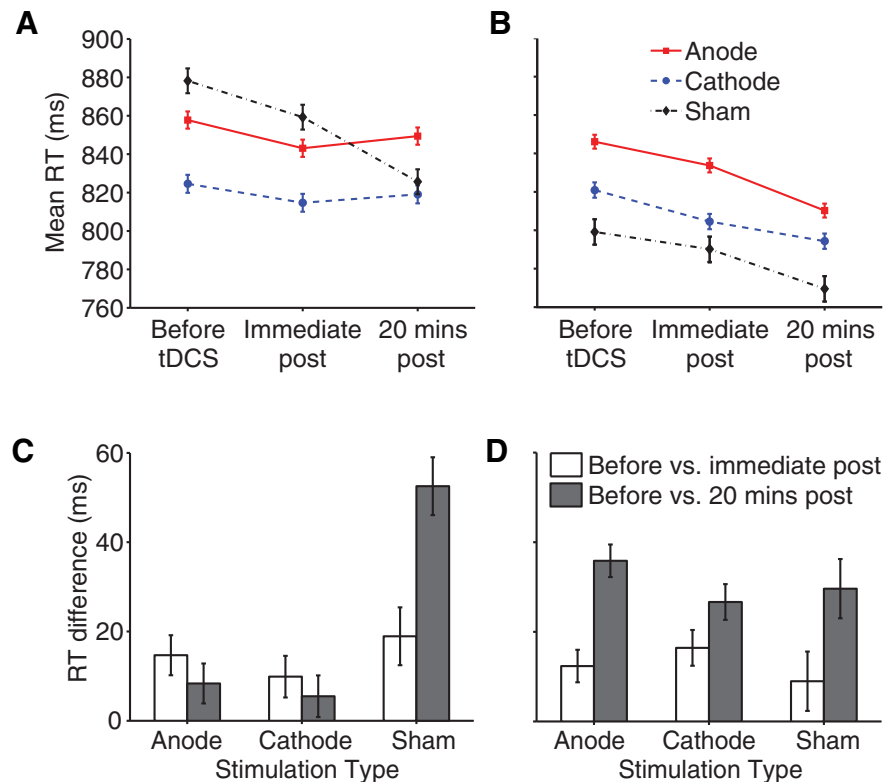 A
B
Mean RT (ms)
900
880
860
840
820
800
780
760
Before tDCS
Immediate post
20 mins post
Anode
Cathode
Sham
Before tDCS
Immediate post
20 mins post
C
D
RT difference (ms)
60
40
20
0
Anode
Cathode
Sham
Stimulation Type
Before vs. immediate post
Before vs. 20 mins post
Anode
Cathode
Sham
Stimulation Type